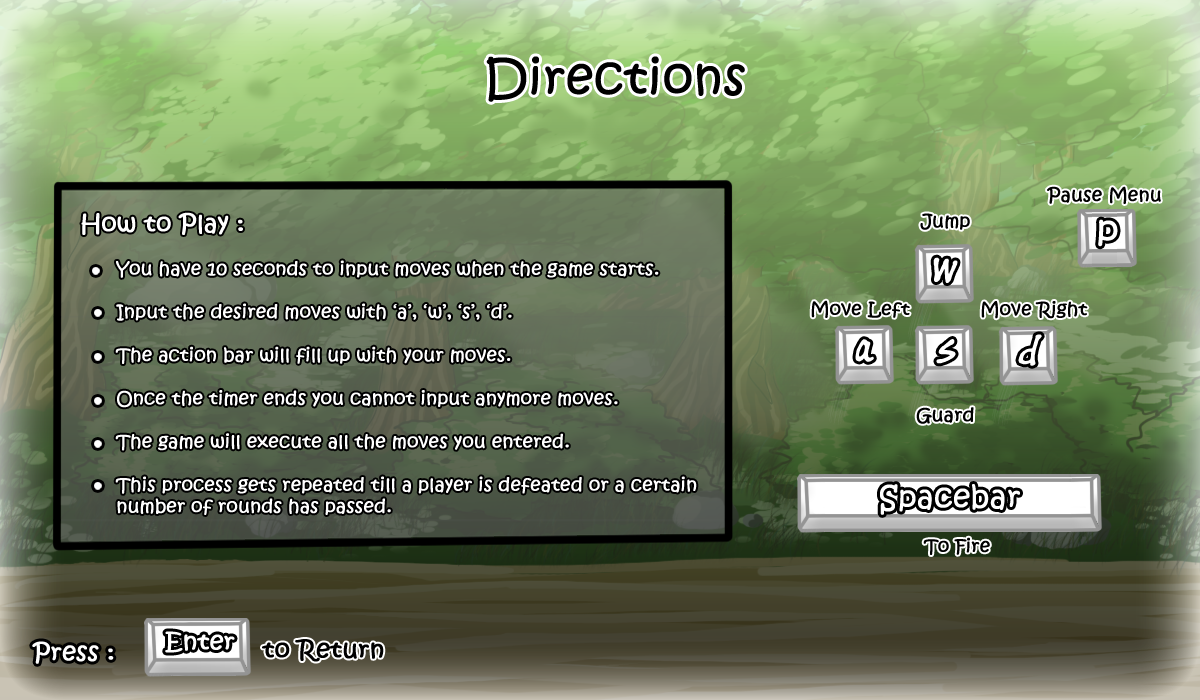 Directions
How to Play :
You have 10 seconds to input moves when the game starts.
Input the desired moves with ‘a’, ‘w’, ‘s’, ‘d’.
The action bar will fill up with your moves.
Once the timer ends you cannot input anymore moves.
The game will execute all the moves you entered.
This process gets repeated till a player is defeated or a certain
number of rounds has passed.
Pause Menu
p
Jump
W
Move Left
Move Right
a
s
d
Guard
Spacebar
To Fire
Press : Enter to Return